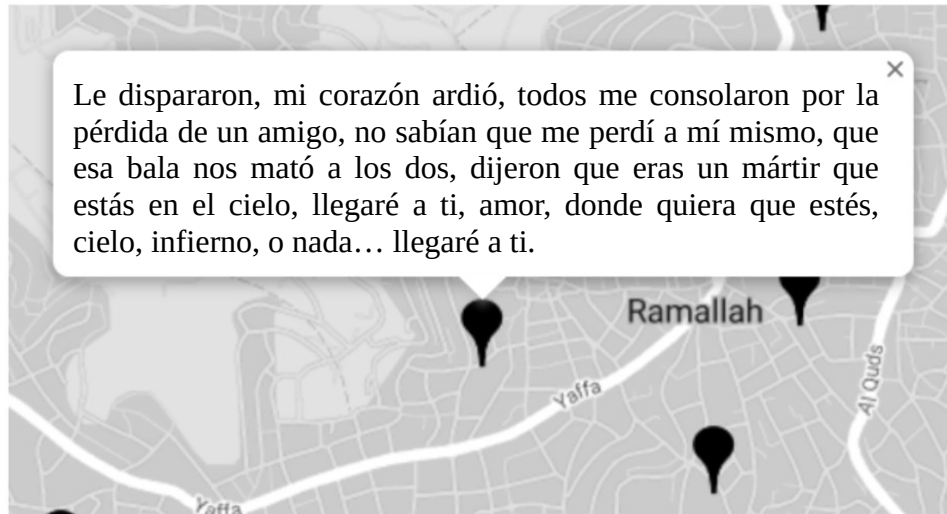 ×
Le dispararon, mi corazón ardió, todos me consolaron por la
pérdida de un amigo, no sabían que me perdí a mí mismo, que
esa bala nos mató a los dos, dijeron que eras un mártir que
estás en el cielo, llegaré a ti, amor, donde quiera que estés,
cielo, infierno, o nada… llegaré a ti.
Ramallah
Yaffa
Al Quds
Yaffa